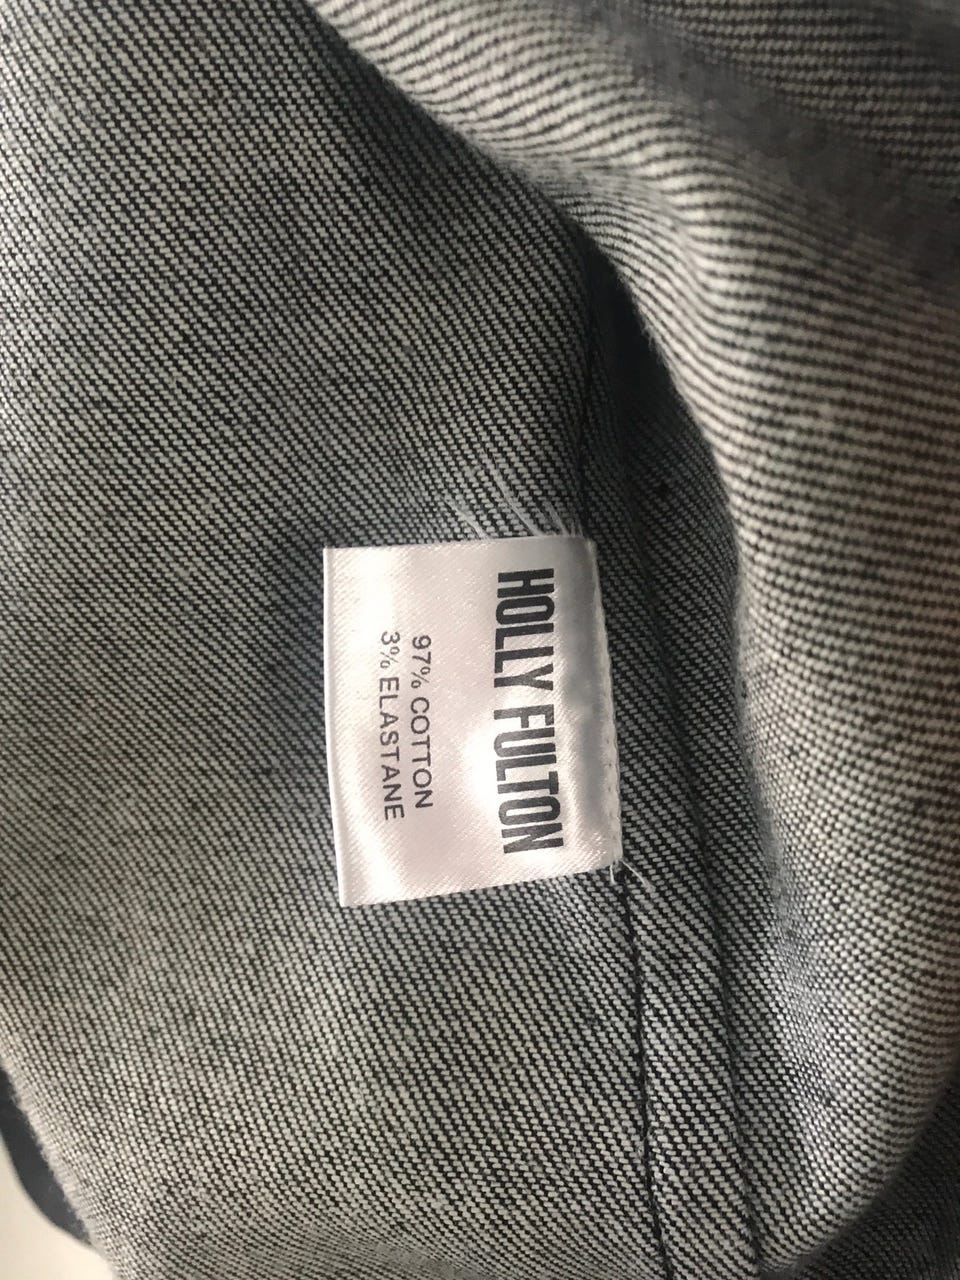 HOLLY FULTON
97% COTTON
3% ELASTANE